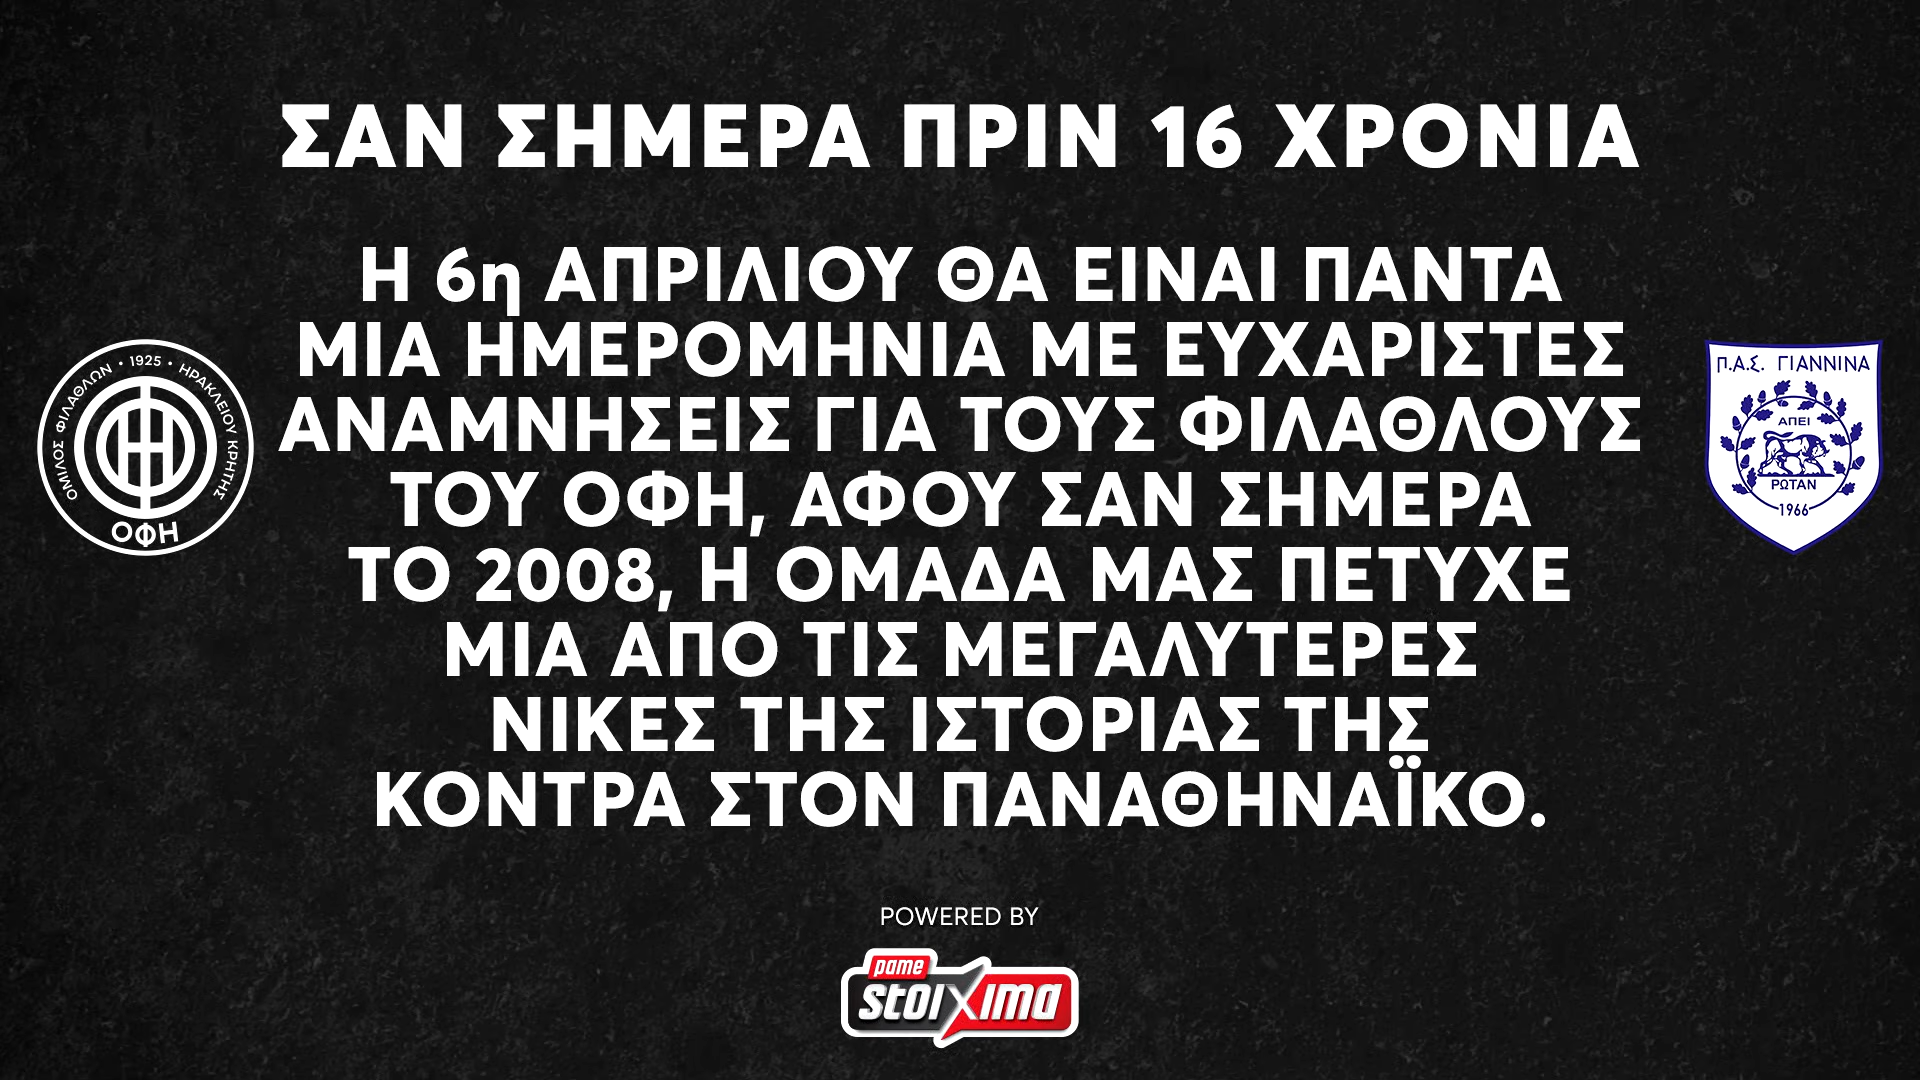 ΣΑΝ ΣΗΜΕΡΑ ΠΡΙΝ 16 ΧΡΟΝΙΑ
Η 6η ΑΠΡΙΛΙΟΥ ΘΑ ΕΙΝΑΙ ΠΑΝΤΑ
ΜΙΑ ΗΜΕΡΟΜΗΝΙΑ ΜΕ ΕΥΧΑΡΙΣΤΕΣ
ΑΝΑΜΝΗΣΕΙΣ ΓΙΑ ΤΟΥΣ ΦΙΛΑΘΛΟΥΣ
ΤΟΥ ΟΦΗ, ΑΦΟΥ ΣΑΝ ΣΗΜΕΡΑ
ΤΟ 2008, Η ΟΜΑΔΑ ΜΑΣ ΠΕΤΥΧΕ
ΜΙΑ ΑΠΟ ΤΙΣ ΜΕΓΑΛΥΤΕΡΕΣ
ΝΙΚΕΣ ΤΗΣ ΙΣΤΟΡΙΑΣ ΤΗΣ
ΚΟΝΤΡΑ ΣΤΟΝ ΠΑΝΑΘΗΝΑΪΚΟ.
ΟΜΙΛΟΣ ΦΙΛΑΘΛΩΝ • 1925 • ΗΡΑΚΛΕΙΟΥ ΚΡΗΤΗΣ
ΟΦΗ
Π.Α.Σ. ΓΙΑΝΝΙΝΑ
ΑΠΕΙ
ΡΩΤΑΝ
1966
POWERED BY
pame
stoixima